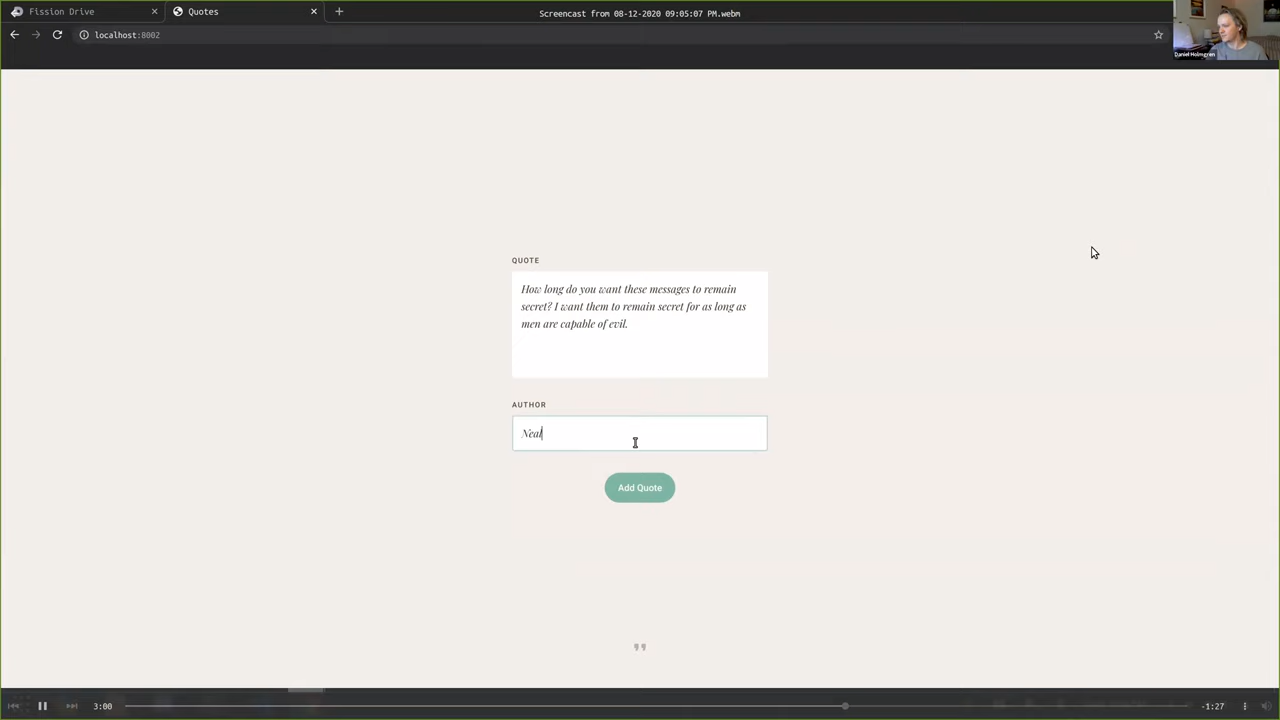 Fission Drive
Quotes
Screencast from 08-12-2020 09:05:07 PM.webm
localhost:8002
Daniel Holmgren
QUOTE
How long do you want these messages to remain
secret? I want them to remain secret for as long as
men are capable of evil.
AUTHOR
Neal
Add Quote
3:00
-1:27